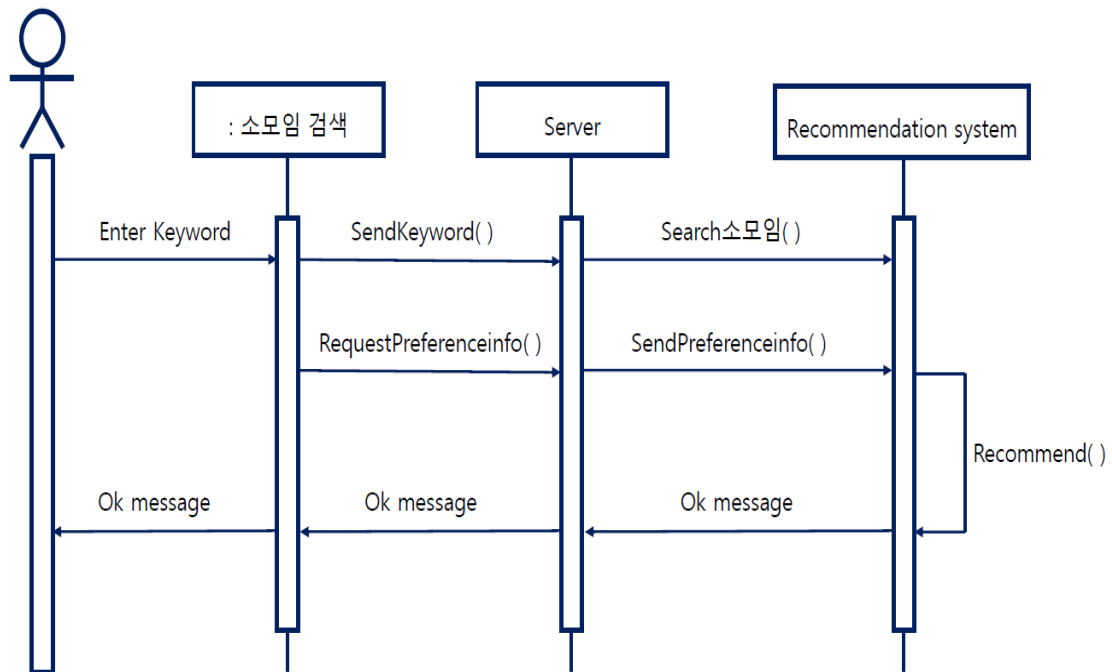 : 소모임 검색
Server
Recommendation system
Enter Keyword
SendKeyword( )
Search소모임( )
RequestPreferenceinfo( )
SendPreferenceinfo( )
Recommend( )
Ok message
Ok message
Ok message